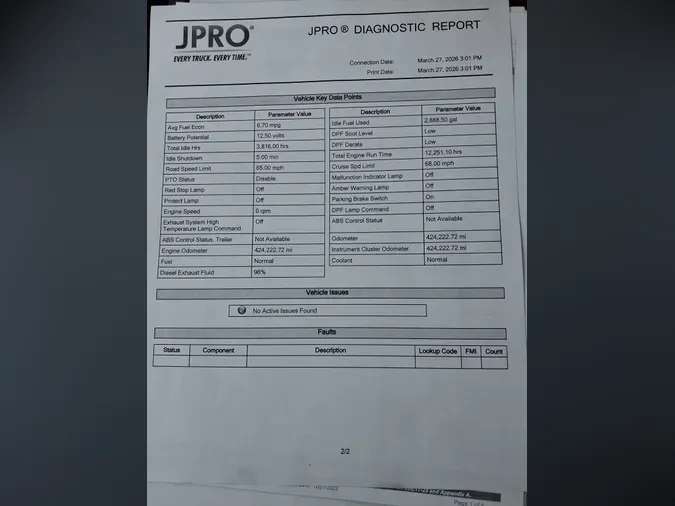 JPRO®
EVERY TRUCK. EVERY TIME.™
JPRO® DIAGNOSTIC REPORT
Connection Date: March 27, 2026 3:01 PM
Print Date: March 27, 2026 3:01 PM
Vehicle Key Data Points
Description Parameter Value
Avg Fuel Econ 6.70 mpg
Battery Potential 12.50 volts
Total Idle Hrs 3,816.00 hrs
Idle Shutdown 5.00 min
Road Speed Limit 65.00 mph
PTO Status Disable
Red Stop Lamp Off
Protect Lamp Off
Engine Speed 0 rpm
Exhaust System High Off
Temperature Lamp Command
ABS Control Status, Trailer Not Available
Engine Odometer 424,222.72 mi
Fuel Normal
Diesel Exhaust Fluid 96%
Description Parameter Value
Idle Fuel Used 2,868.50 gal
DPF Soot Level Low
DPF Derate Low
Total Engine Run Time 12,251.10 hrs
Cruise Spd Limit 68.00 mph
Malfunction Indicator Lamp Off
Amber Warning Lamp Off
Parking Brake Switch On
DPF Lamp Command Off
ABS Control Status Not Available
Odometer 424,222.72 mi
Instrument Cluster Odometer 424,222.72 mi
Coolant Normal
Vehicle Issues
No Active Issues Found
Faults
Status Component Description Lookup Code FMI Count
2/2
and Appendix A.
Page 1 of